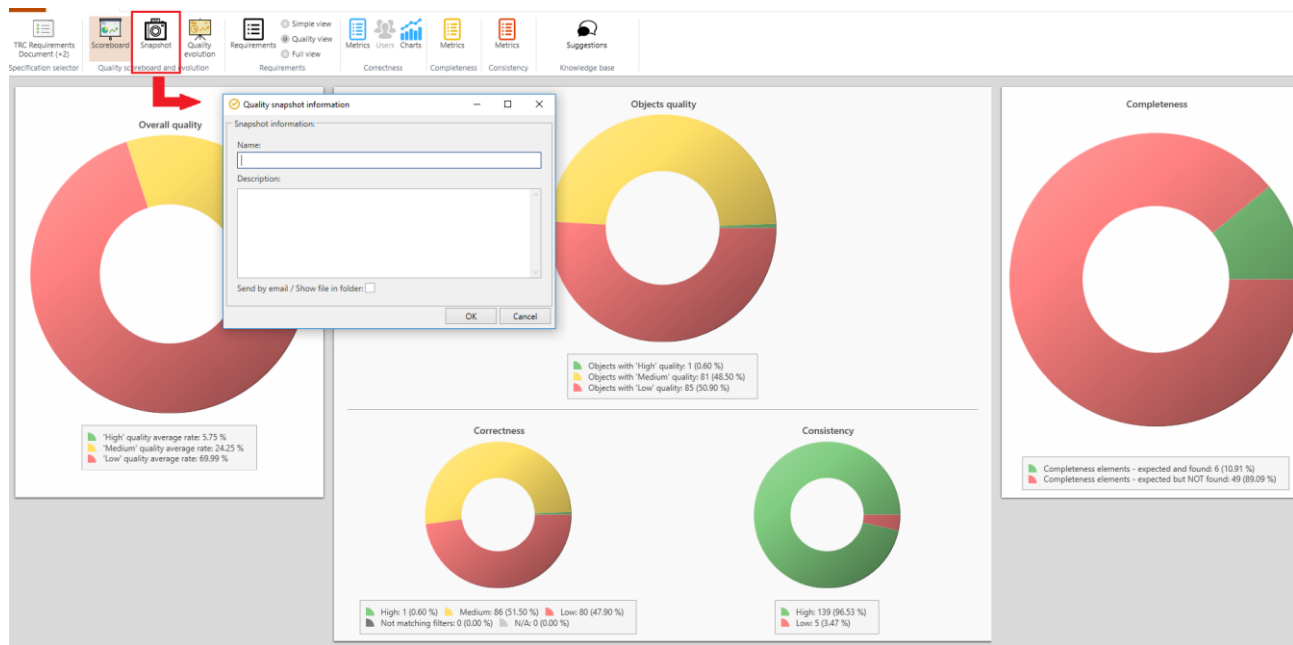 TRC Requirements
Document (+2)
Scoreboard
Snapshot
Quality
evolution
Requirements
Simple view
Quality view
Full view
Metrics
Users
Charts
Metrics
Metrics
Suggestions
Specification selector
Quality scoreboard and evolution
Requirements
Correctness
Completeness
Consistency
Knowledge base
Overall quality
'High' quality average rate: 5.75 %
'Medium' quality average rate: 24.25 %
'Low' quality average rate: 69.99 %
Quality snapshot information
Snapshot information:
Name:
Description:
Send by email / Show file in folder:
OK
Cancel
Objects quality
Objects with 'High' quality: 1 (0.60 %)
Objects with 'Medium' quality: 81 (48.50 %)
Objects with 'Low' quality: 85 (50.90 %)
Correctness
High: 1 (0.60 %) Medium: 86 (51.50 %) Low: 80 (47.90 %)
Not matching filters: 0 (0.00 %) N/A: 0 (0.00 %)
Consistency
High: 139 (96.53 %)
Low: 5 (3.47 %)
Completeness
Completeness elements - expected and found: 6 (10.91 %)
Completeness elements - expected but NOT found: 49 (89.09 %)